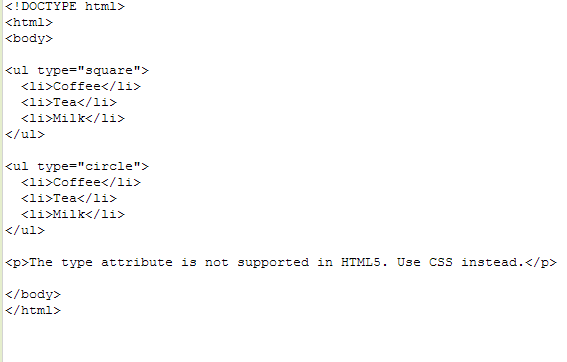 <!DOCTYPE html>
<html>
<body>
<ul type="square">
<li>Coffee</li>
<li>Tea</li>
<li>Milk</li>
</ul>
<ul type="circle">
<li>Coffee</li>
<li>Tea</li>
<li>Milk</li>
</ul>
<p>The type attribute is not supported in HTML5. Use CSS instead.</p>
</body>
</html>